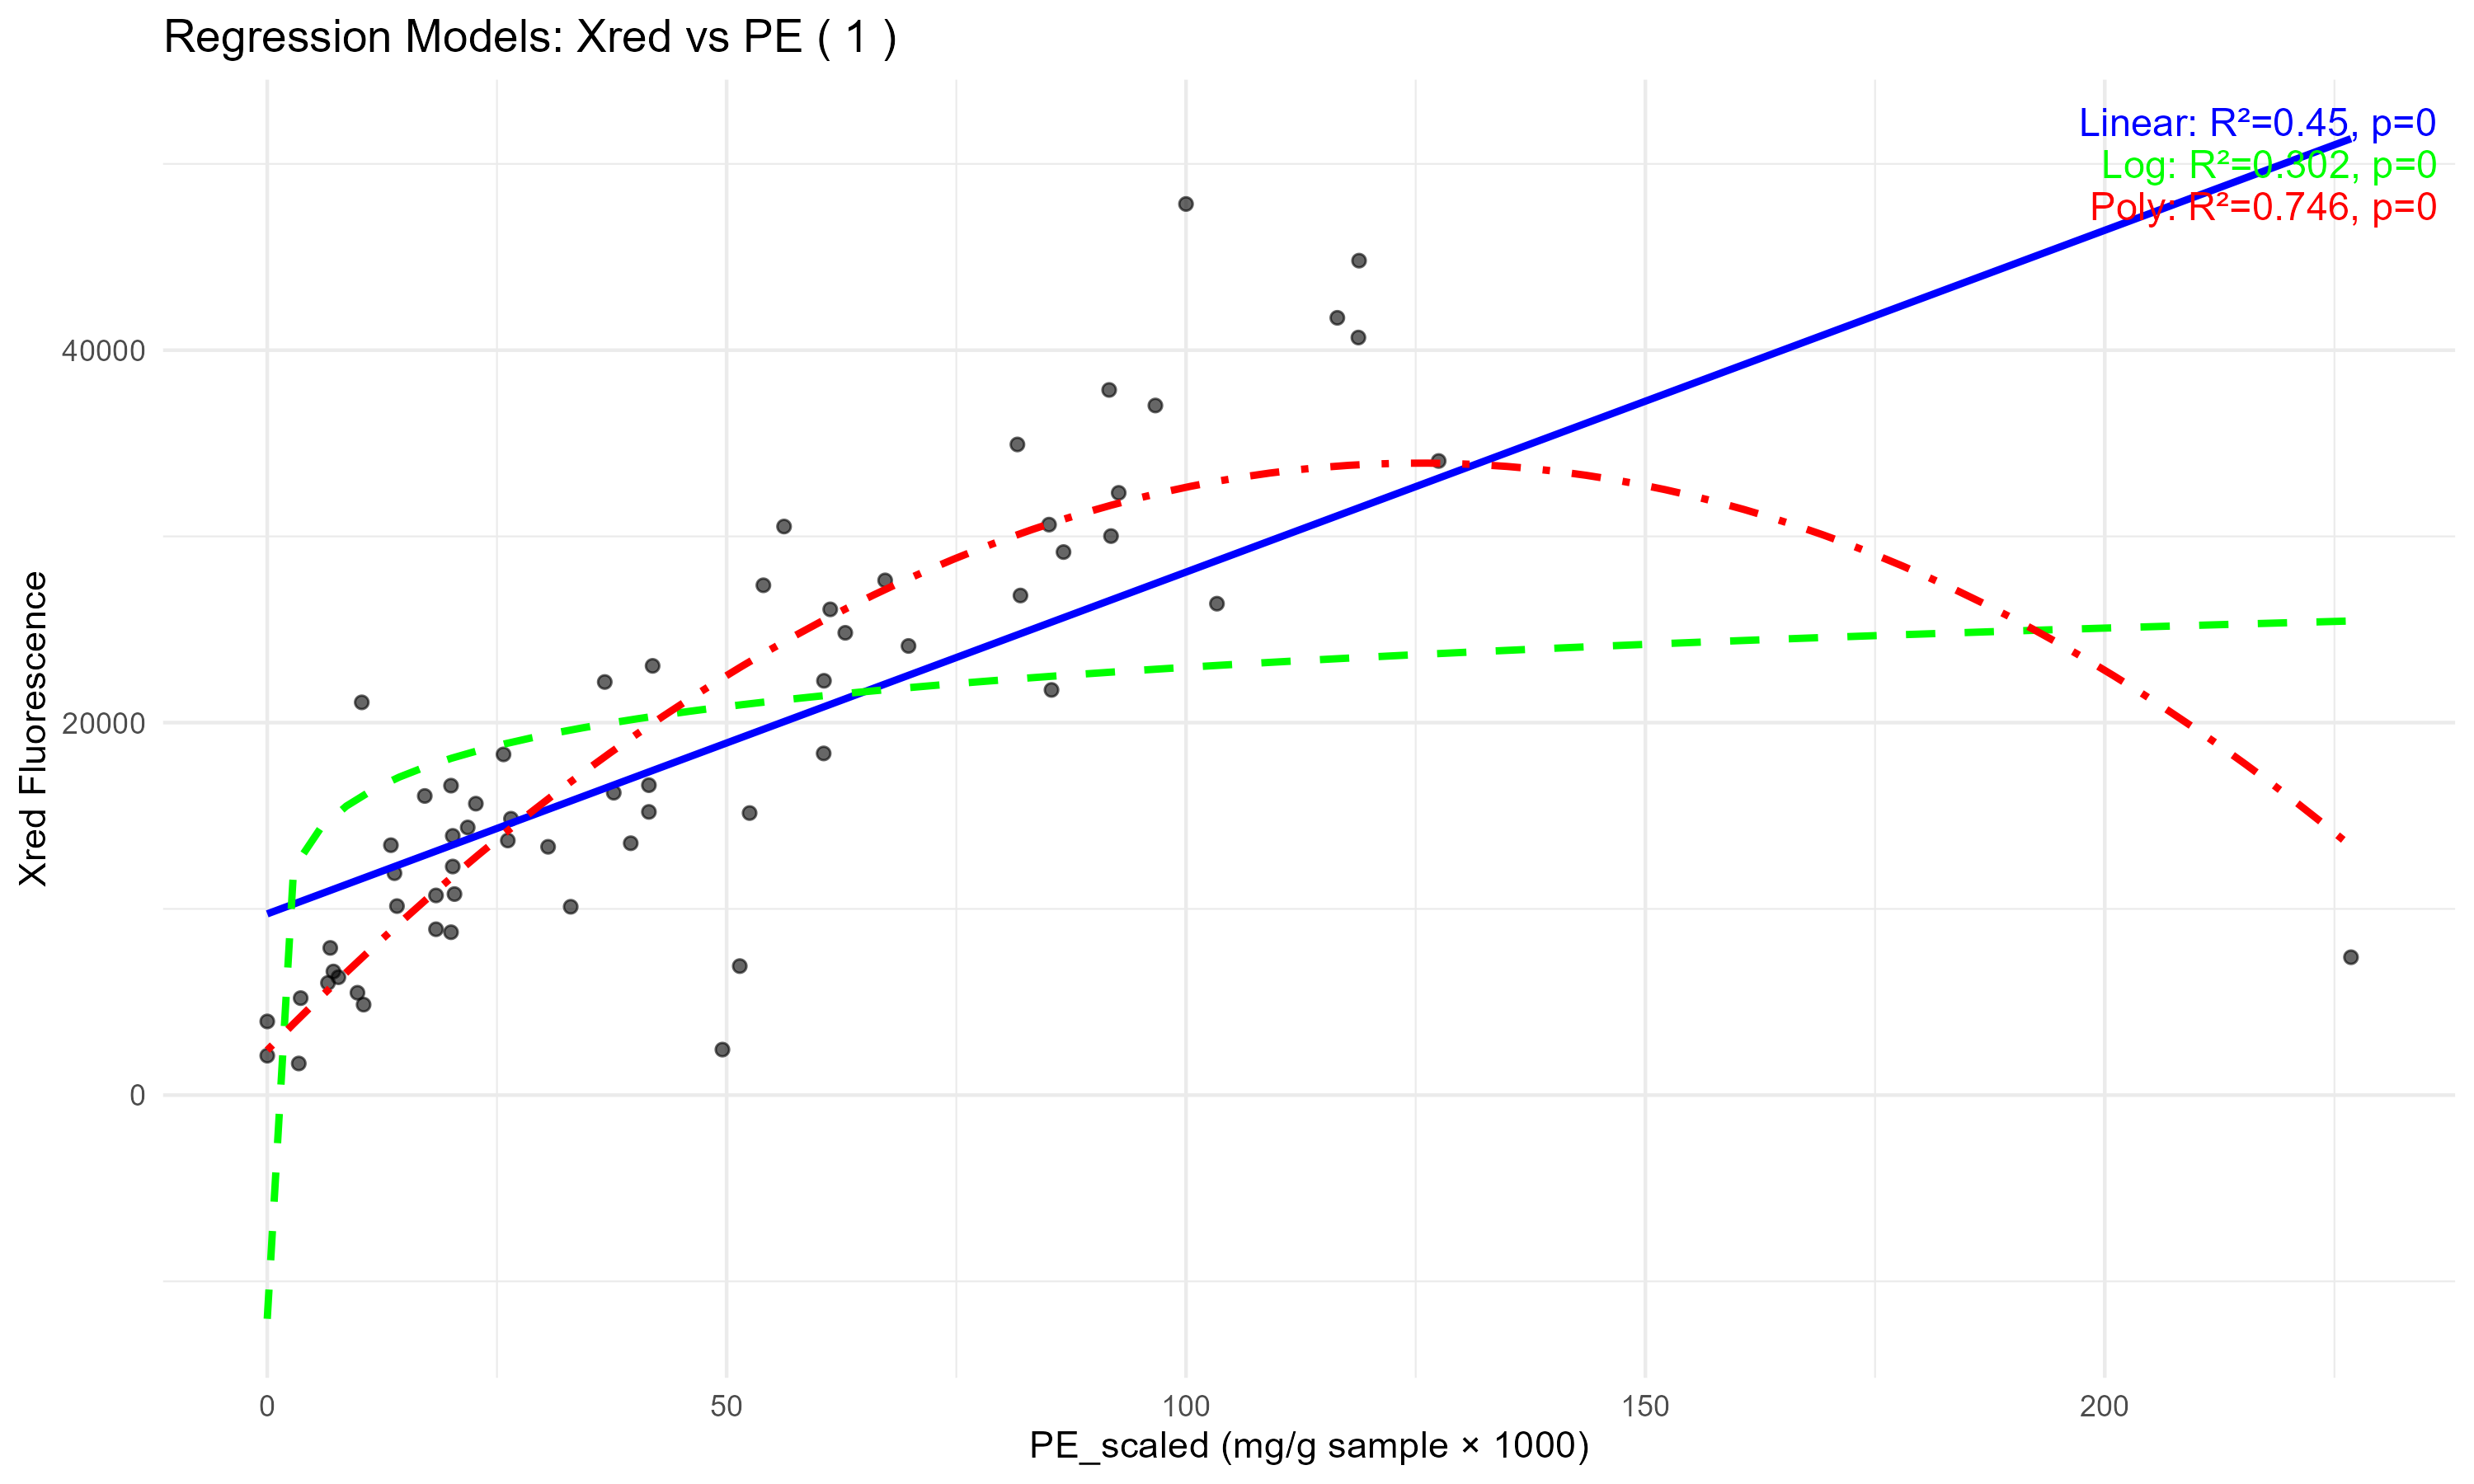 Regression Models: Xred vs PE ( 1 )
Linear: R²=0.45, p=0
Log: R²=0.302, p=0
Poly: R²=0.746, p=0
Xred Fluorescence
40000
20000
0
0 50 100 150 200
PE_scaled (mg/g sample × 1000)